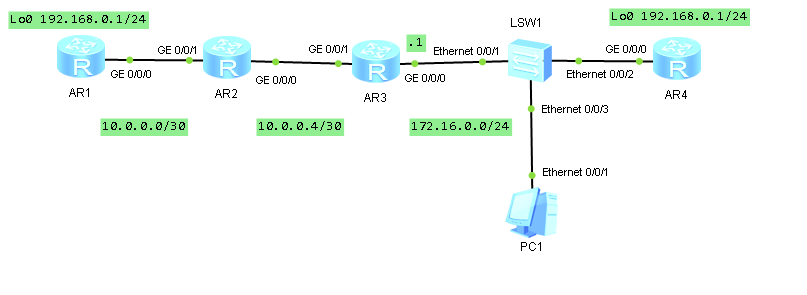 Lo0 192.168.0.1/24
GE 0/0/1
GE 0/0/0
AR1
GE 0/0/0
AR2
GE 0/0/1
.1
GE 0/0/0
AR3
Ethernet 0/0/1
LSW1
Ethernet 0/0/2
Lo0 192.168.0.1/24
GE 0/0/0
AR4
10.0.0.0/30
10.0.0.4/30
172.16.0.0/24
Ethernet 0/0/3
Ethernet 0/0/1
PC1
R
R
R
R